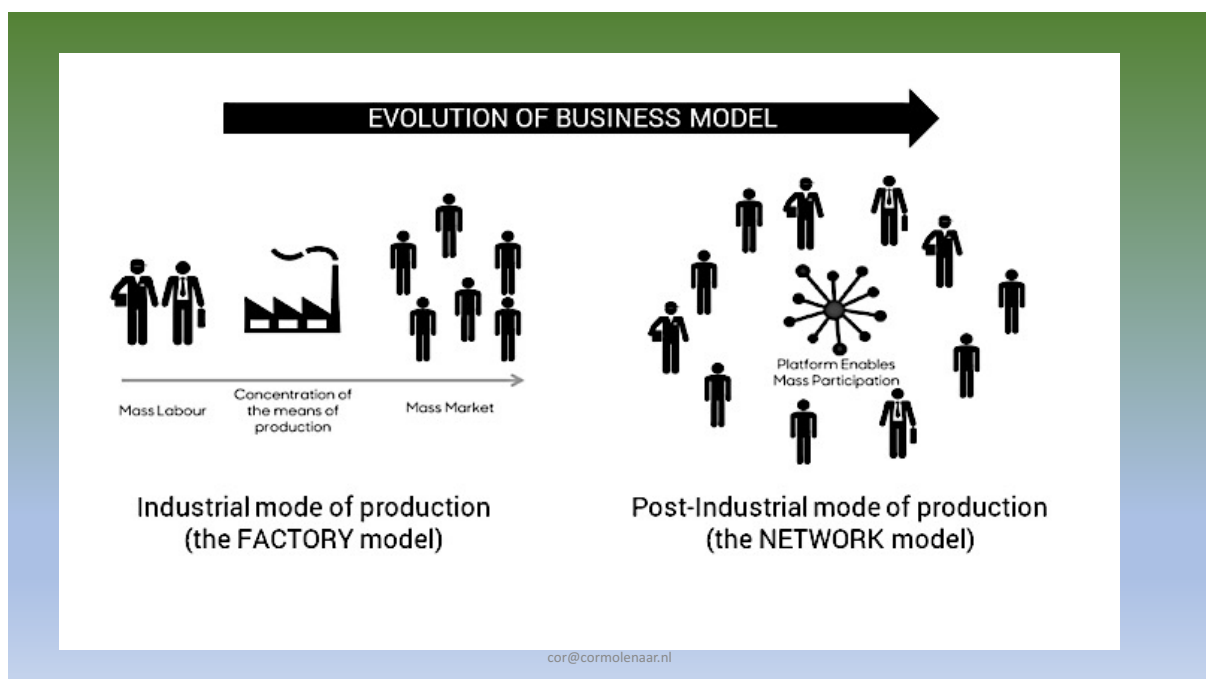 EVOLUTION OF BUSINESS MODEL
Mass Labour
Concentration of
the means of
production
Mass Market
Industrial mode of production
(the FACTORY model)
Platform Enables
Mass Participation
Post-Industrial mode of production
(the NETWORK model)
cor@cormolenaar.nl